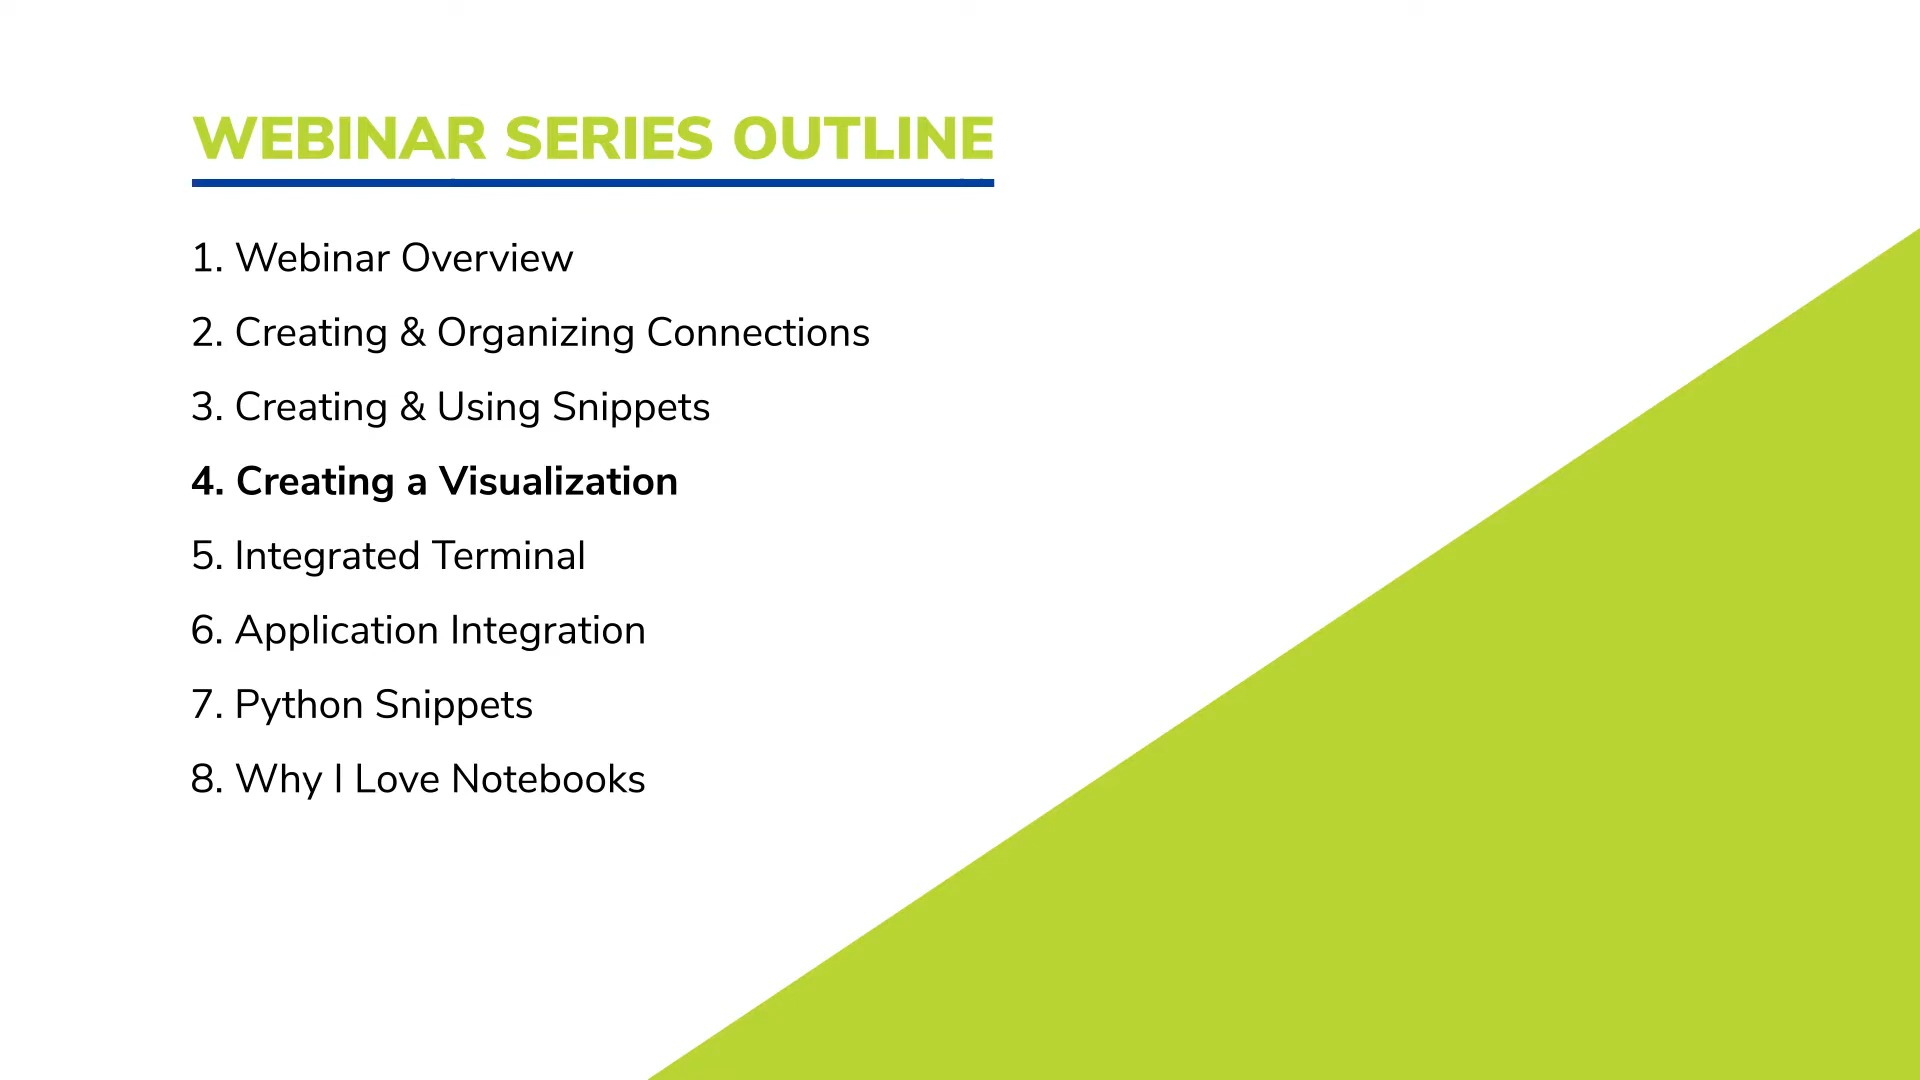 WEBINAR SERIES OUTLINE
1. Webinar Overview
2. Creating & Organizing Connections
3. Creating & Using Snippets
4. Creating a Visualization
5. Integrated Terminal
6. Application Integration
7. Python Snippets
8. Why I Love Notebooks